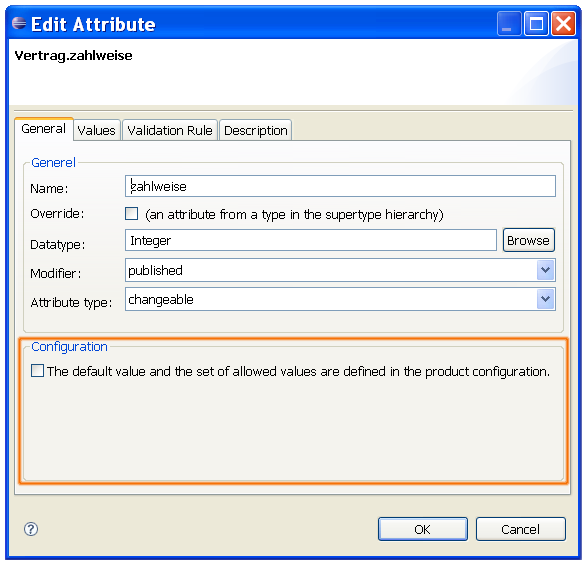 Edit Attribute
Vertrag.zahlweise
General
Values
Validation Rule
Description
Generel
Name:
zahlweise
Override:
(an attribute from a type in the supertype hierarchy)
Datatype:
Integer
Browse
Modifier:
published
Attribute type:
changeable
Configuration
The default value and the set of allowed values are defined in the product configuration.
?
OK
Cancel